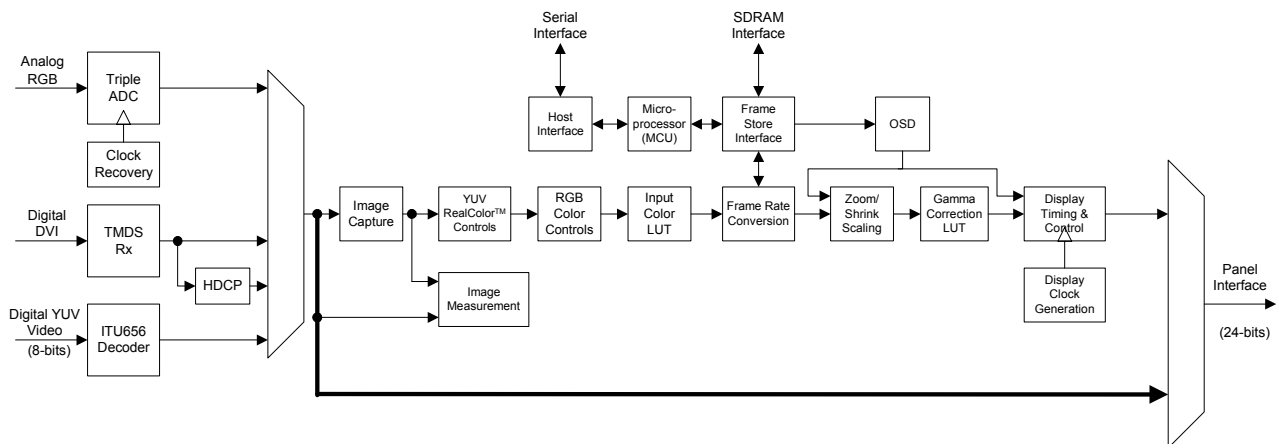 Serial
Interface
SDRAM
Interface
Analog
RGB
Triple
ADC
Clock
Recovery
Host
Interface
Micro-
processor
(MCU)
Frame
Store
Interface
OSD
Digital
DVI
TMDS
Rx
HDCP
Image
Capture
YUV
RealColor™
Controls
RGB
Color
Controls
Input
Color
LUT
Frame Rate
Conversion
Zoom/
Shrink
Scaling
Gamma
Correction
LUT
Display
Timing &
Control
Image
Measurement
Display
Clock
Generation
Panel
Interface
(24-bits)
Digital YUV
Video
(8-bits)
ITU656
Decoder